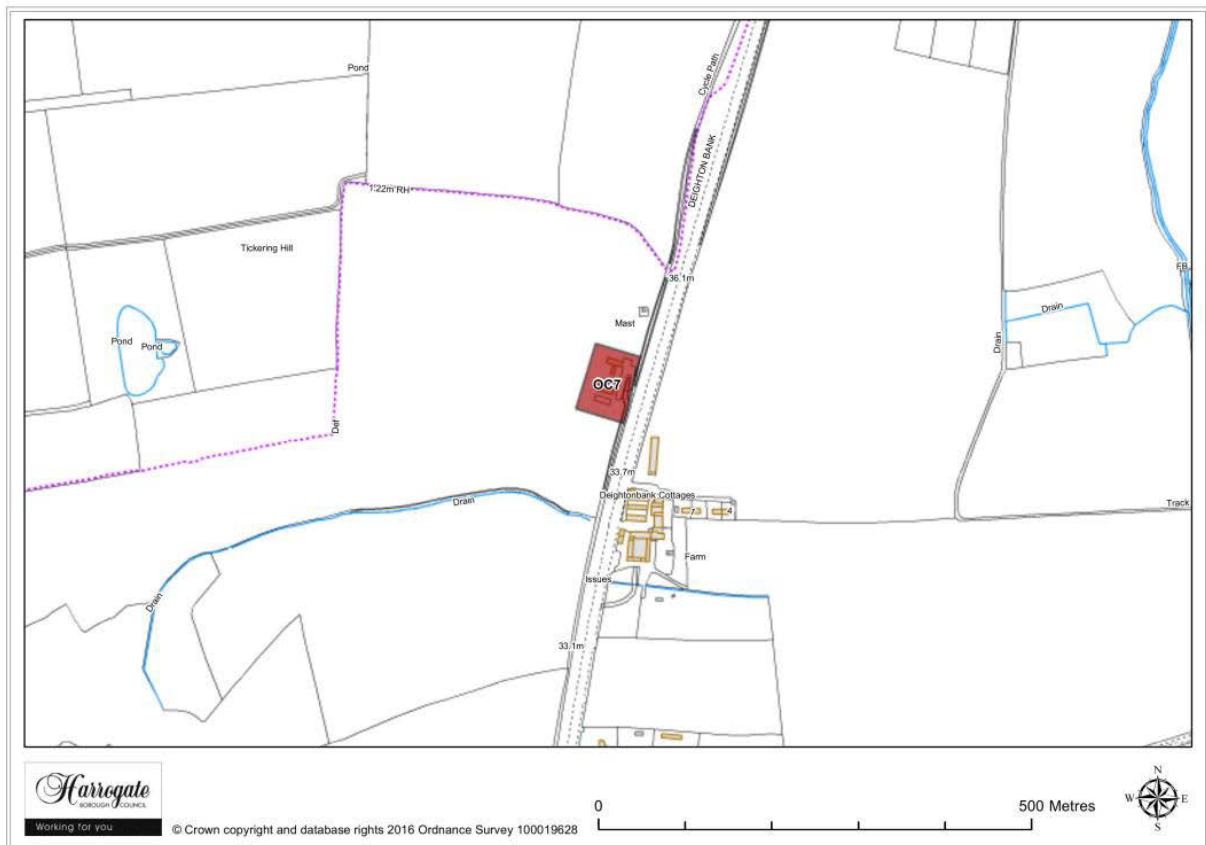 Pond
Cycle Path
DEIGHTON BANK
1.22m RH
Tickering Hill
36.1m
FB
Drain
Mast
Pond
Pond
Drain
OC7
Def
33.7m
Deightonbank Cottages
Drain
Track
7
4
Farm
Issues
Drain
33.1m
Harrogate
BOROUGH COUNCIL
Working for you
© Crown copyright and database rights 2016 Ordnance Survey 100019628
0
500 Metres
N
W
E
S